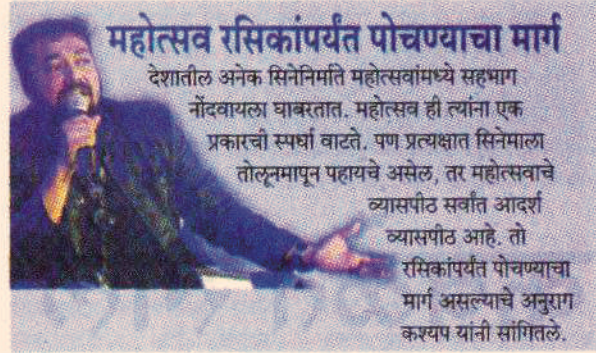 महोत्सव रसिकांपर्यंत पोचण्याचा मार्ग
देशातील अनेक सिनेनिर्माते महोत्सवांमध्ये सहभाग
नोंदवायला घाबरतात. महोत्सव ही त्यांना एक
प्रकारची स्पर्धा वाटते. पण प्रत्यक्षात सिनेमाला
तोलूनमापून पहायचे असेल, तर महोत्सवाचे
व्यासपीठ सर्वांत आदर्श
व्यासपीठ आहे. तो
रसिकांपर्यंत पोचण्याचा
मार्ग असल्याचे अनुराग
कश्यप यांनी सांगितले.